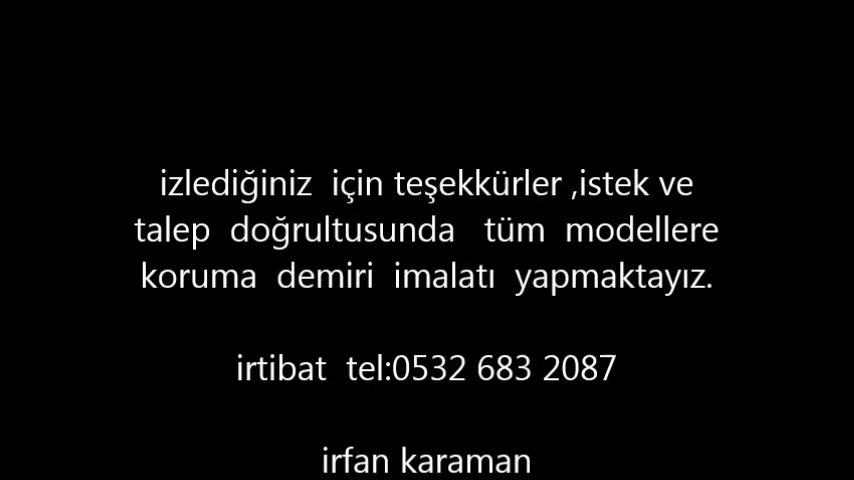 izlediğiniz için teşekkürler ,istek ve
talep doğrultusunda tüm modellere
koruma demiri imalatı yapmaktayız.
irtibat tel:0532 683 2087
irfan karaman